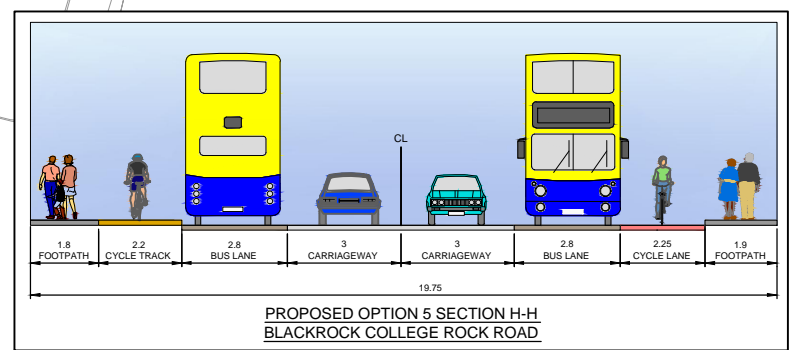 CL
1.8 2.2 2.8 3 3 2.8 2.25 1.9
FOOTPATH CYCLE TRACK BUS LANE CARRIAGEWAY CARRIAGEWAY BUS LANE CYCLE LANE FOOTPATH
19.75
PROPOSED OPTION 5 SECTION H-H
BLACKROCK COLLEGE ROCK ROAD